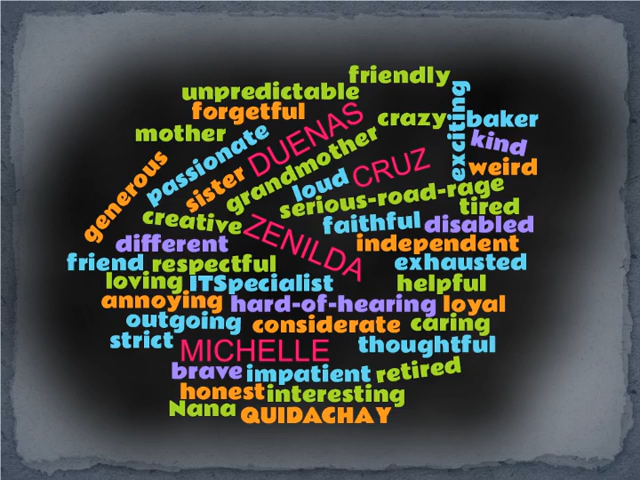 friendly
unpredictable
exciting
forgetful
crazy
baker
mother
passionate
DUENAS
grandmother
kind
generous
sister
loud
CRUZ
weird
serious-road-rage
tired
creative
ZENILDA
faithful
disabled
different
independent
friend
respectful
exhausted
loving
ITSpecialist
helpful
annoying
hard-of-hearing
loyal
outgoing
considerate
caring
strict
MICHELLE
thoughtful
brave
impatient
retired
honest
interesting
Nana
QUIDACHAY